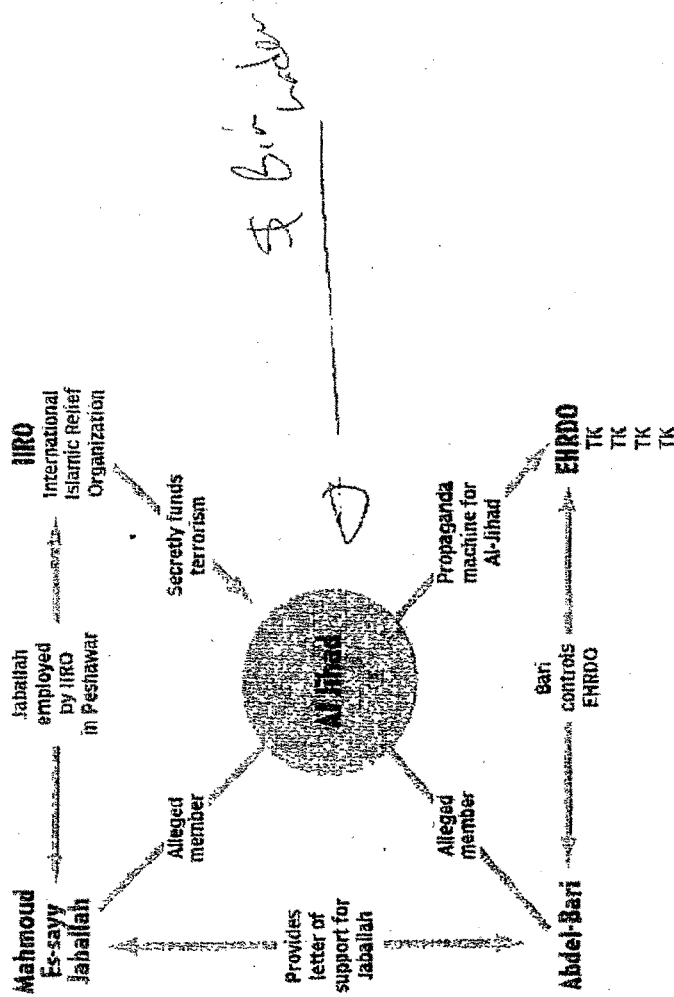 Mahmoud
Es-sayy
Jaballah
Jaballah
employed
by IIRO
in Peshawar
IIRO
International
Islamic Relief
Organization
Alleged
member
Secretly funds
terrorism
Provides
letter of
support for
Jaballah
Al Jihad
$ Bin
Laden
Alleged
member
Propaganda
machine for
Al-Jihad
Abdel-Bari
Bari
controls
EHRDO
EHRDO
TK
TK
TK
TK